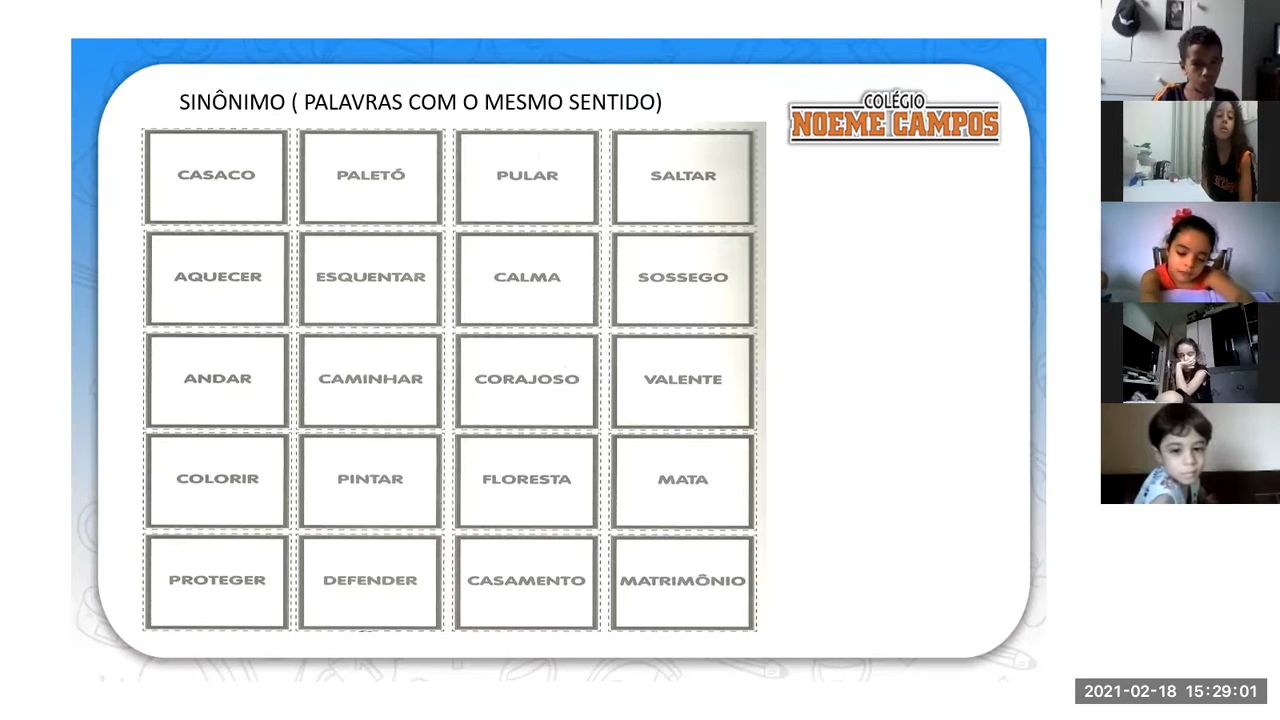 SINÔNIMO ( PALAVRAS COM O MESMO SENTIDO)
COLÉGIO
NOEME CAMPOS
CASACO PALETÓ PULAR SALTAR
AQUECER ESQUENTAR CALMA SOSSEGO
ANDAR CAMINHAR CORAJOSO VALENTE
COLORIR PINTAR FLORESTA MATA
PROTEGER DEFENDER CASAMENTO MATRIMÔNIO
2021-02-18 15:29:01